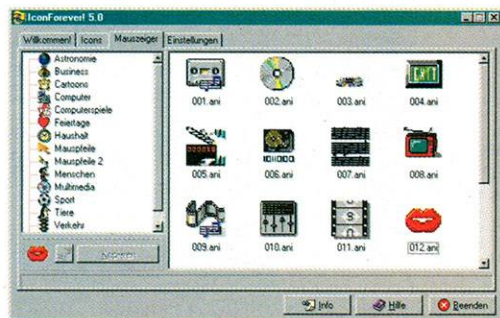 IconForever! 5.0
Willkommen! Icons Mauszeiger Einstellungen
Astronomie
Business
Cartoons
Computer
Computerspiele
Feiertage
Haushalt
Mauspfeile
Mauspfeile 2
Menschen
Multimedia
Sport
Tiere
Verkehr
001.ani 002.ani 003.ani 004.ani
005.ani 006.ani 007.ani 008.ani
009.ani 010.ani 011.ani 012.ani
Info Hilfe Beenden